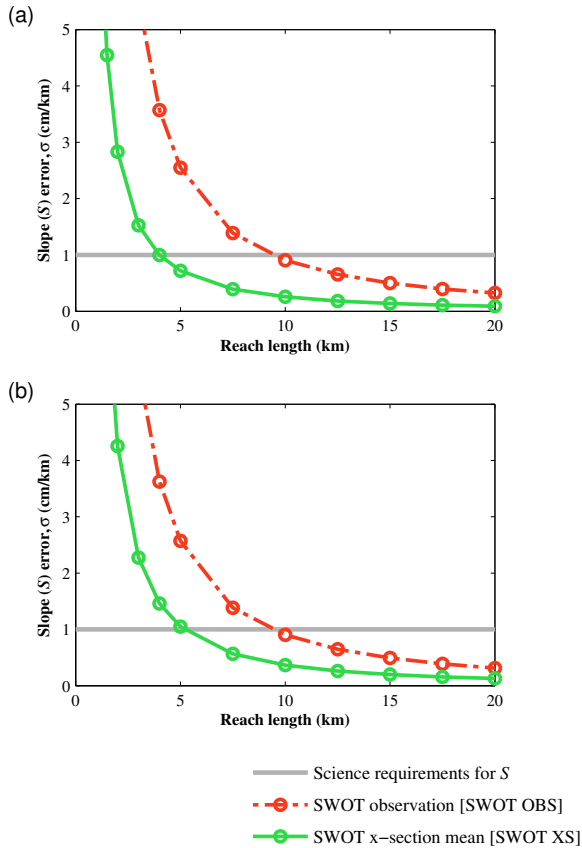 (a)
5
4
3
2
1
0
Slope (S) error, σ (cm/km)
0 5 10 15 20
Reach length (km)
(b)
5
4
3
2
1
0
Slope (S) error, σ (cm/km)
0 5 10 15 20
Reach length (km)
Science requirements for S
SWOT observation [SWOT OBS]
SWOT x-section mean [SWOT XS]